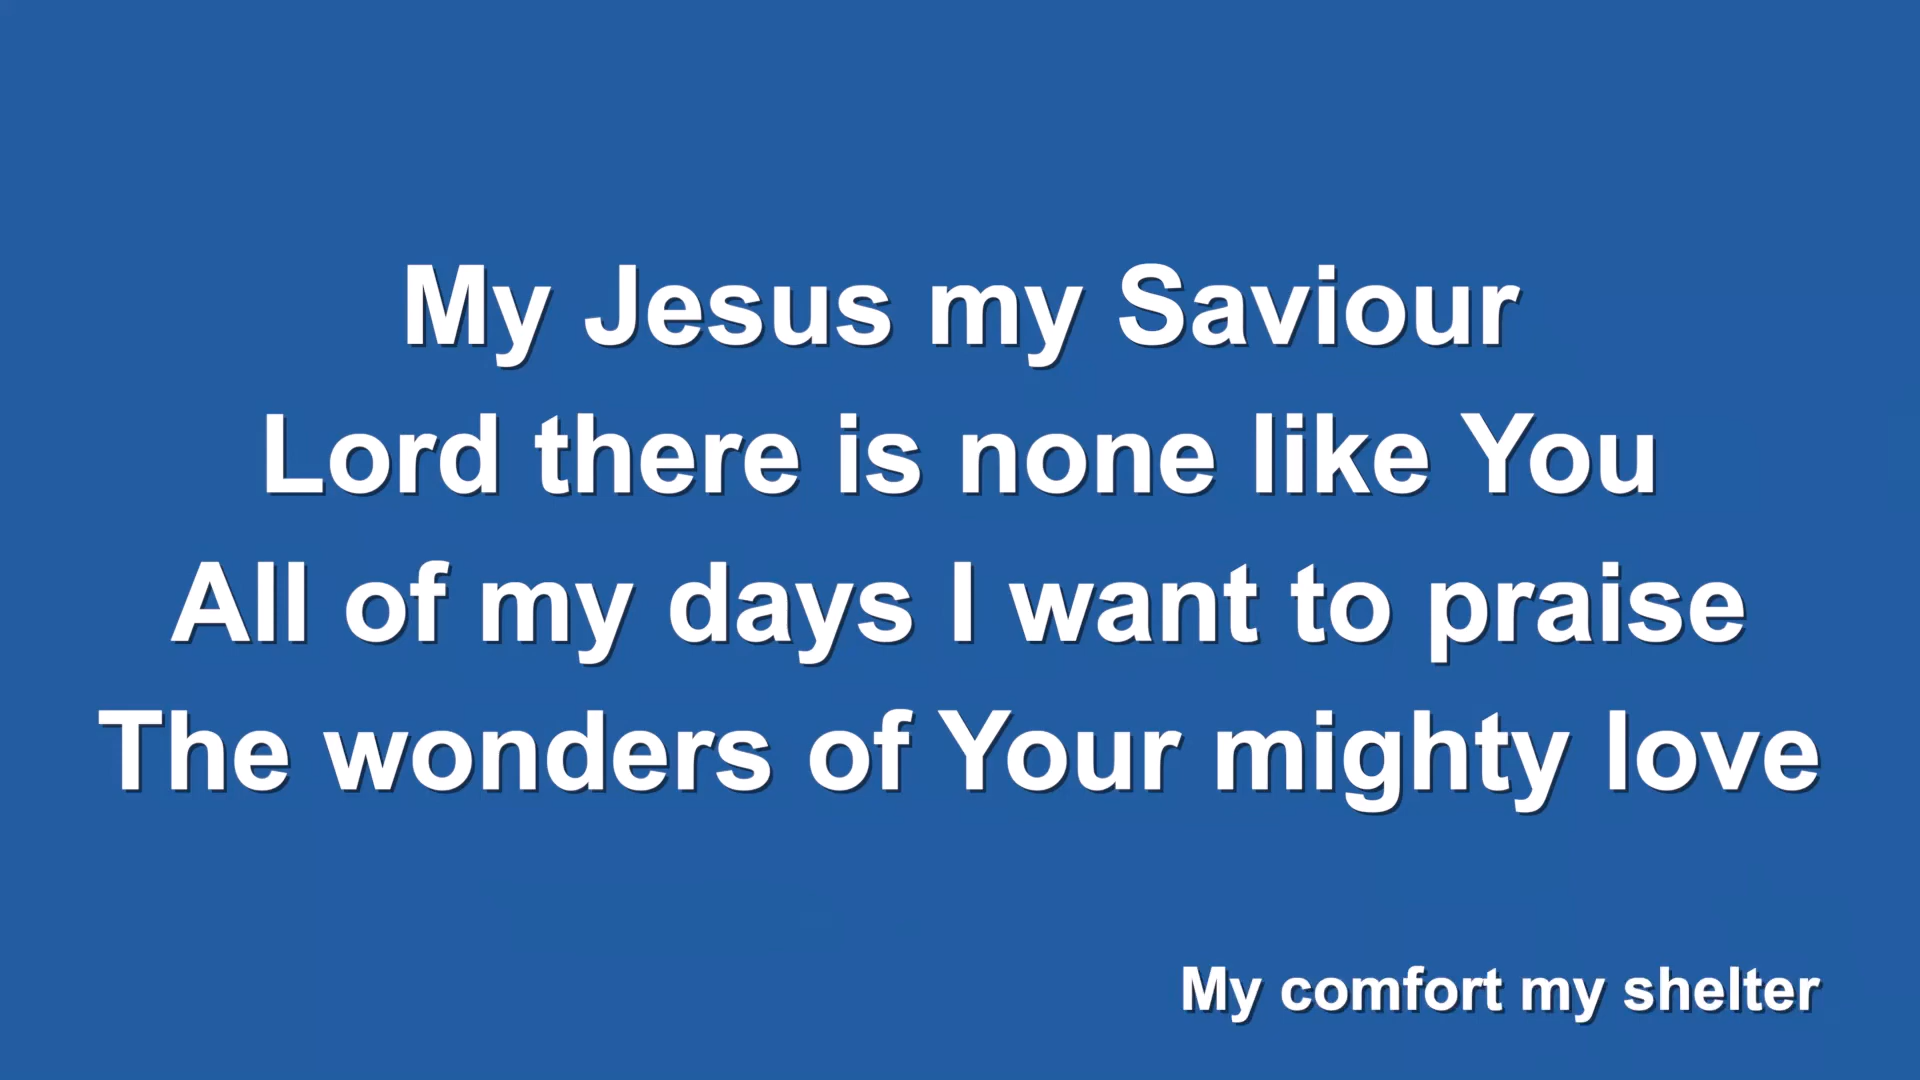 My Jesus my Saviour
Lord there is none like You
All of my days I want to praise
The wonders of Your mighty love
My comfort my shelter